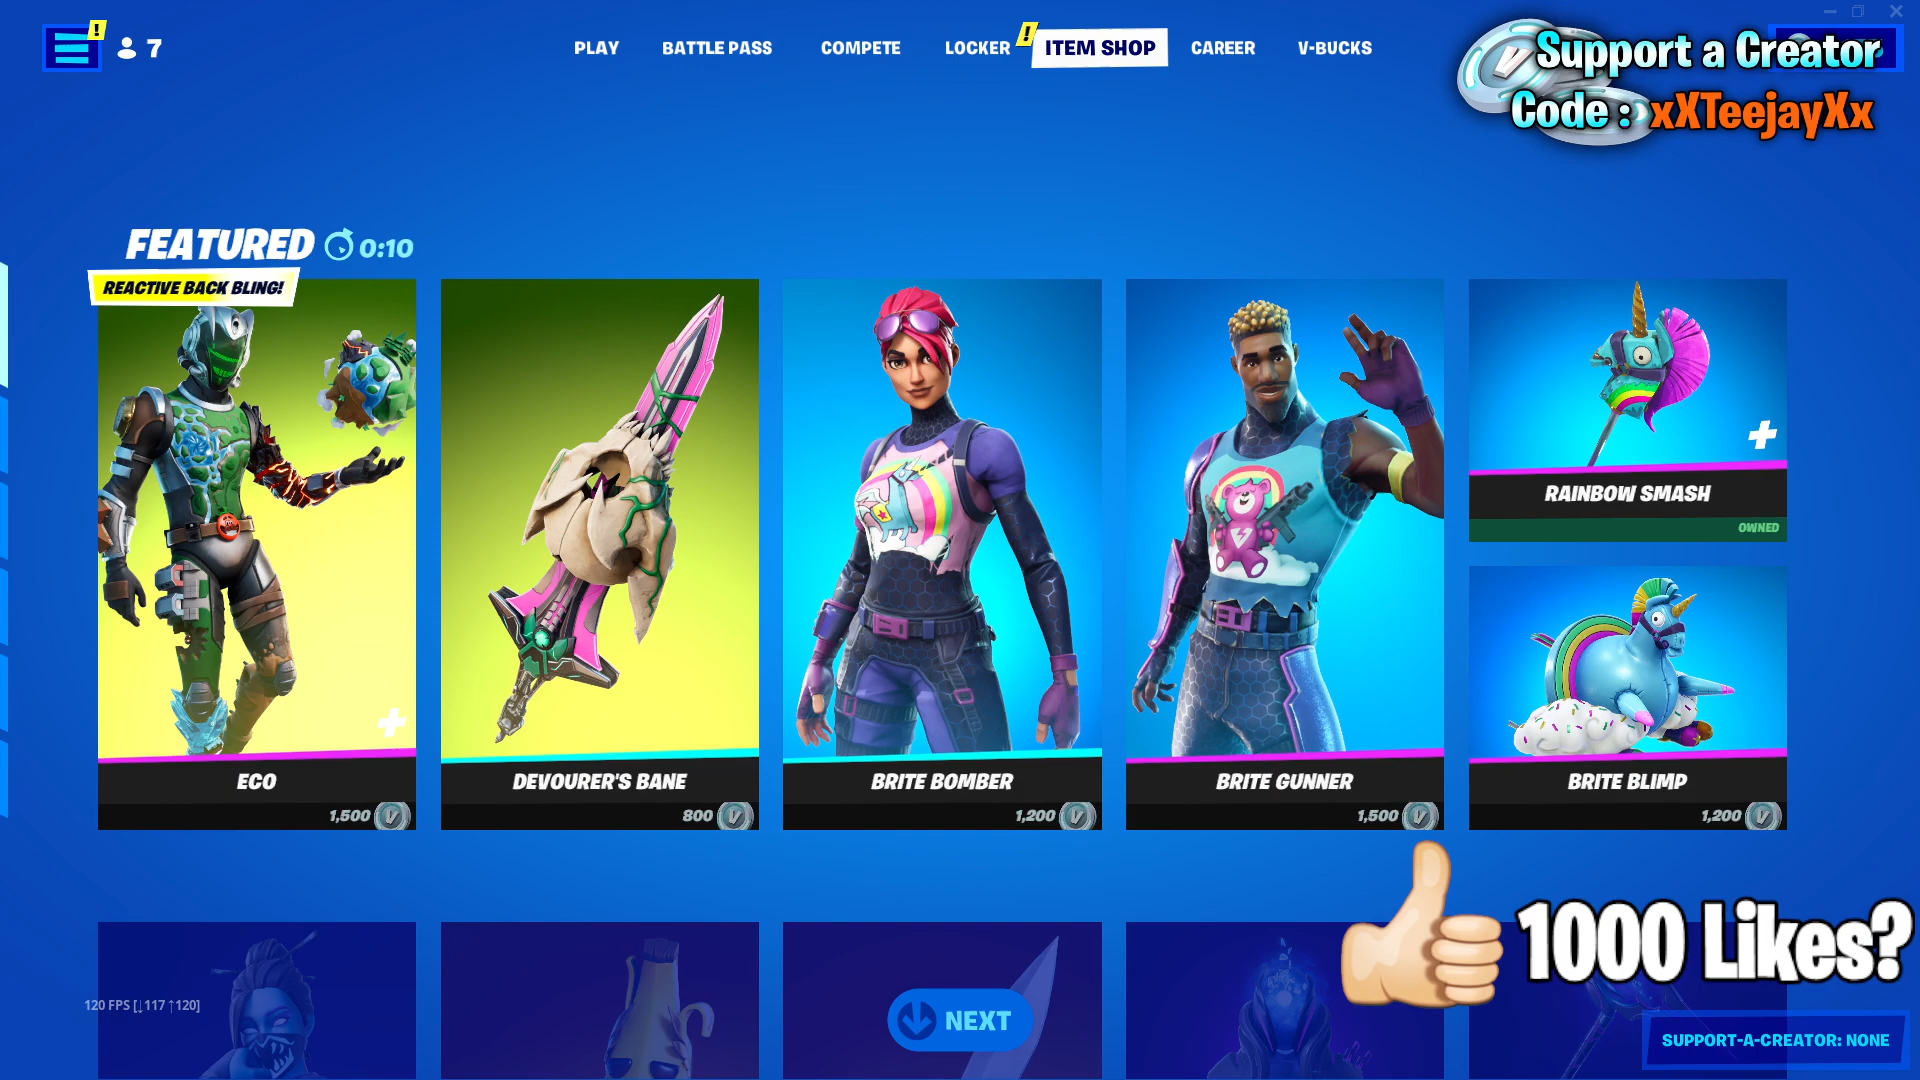 !
7
PLAY
BATTLE PASS
COMPETE
LOCKER
!
ITEM SHOP
CAREER
V-BUCKS
Support a Creator
Code : xXTeejayXx
FEATURED 0:10
REACTIVE BACK BLING!
ECO
1,500
DEVOURER'S BANE
800
BRITE BOMBER
1,200
BRITE GUNNER
1,500
RAINBOW SMASH
OWNED
BRITE BLIMP
1,200
1000 Likes?
120 FPS [↓117 ↑120]
NEXT
SUPPORT-A-CREATOR: NONE